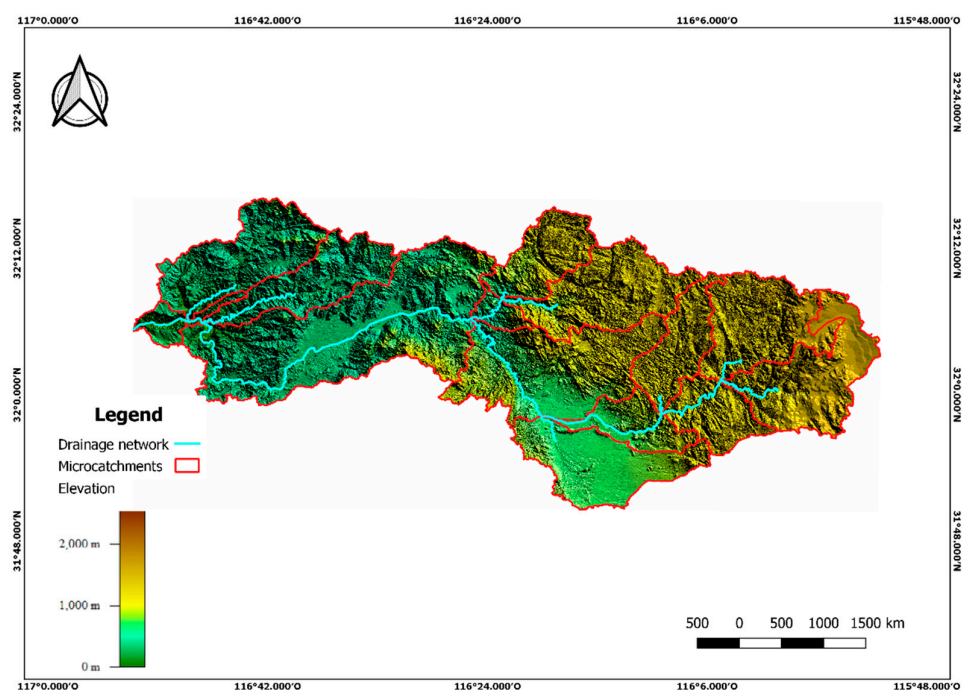 117°0.000'O 116°42.000'O 116°24.000'O 116°6.000'O 115°48.000'O
32°24.000'N 32°24.000'N
32°12.000'N 32°12.000'N
32°0.000'N 32°0.000'N
Legend
Drainage network
Microcatchments
Elevation
31°48.000'N 31°48.000'N
2,000 m
1,000 m
0 m
500 0 500 1000 1500 km
117°0.000'O 116°42.000'O 116°24.000'O 116°6.000'O 115°48.000'O